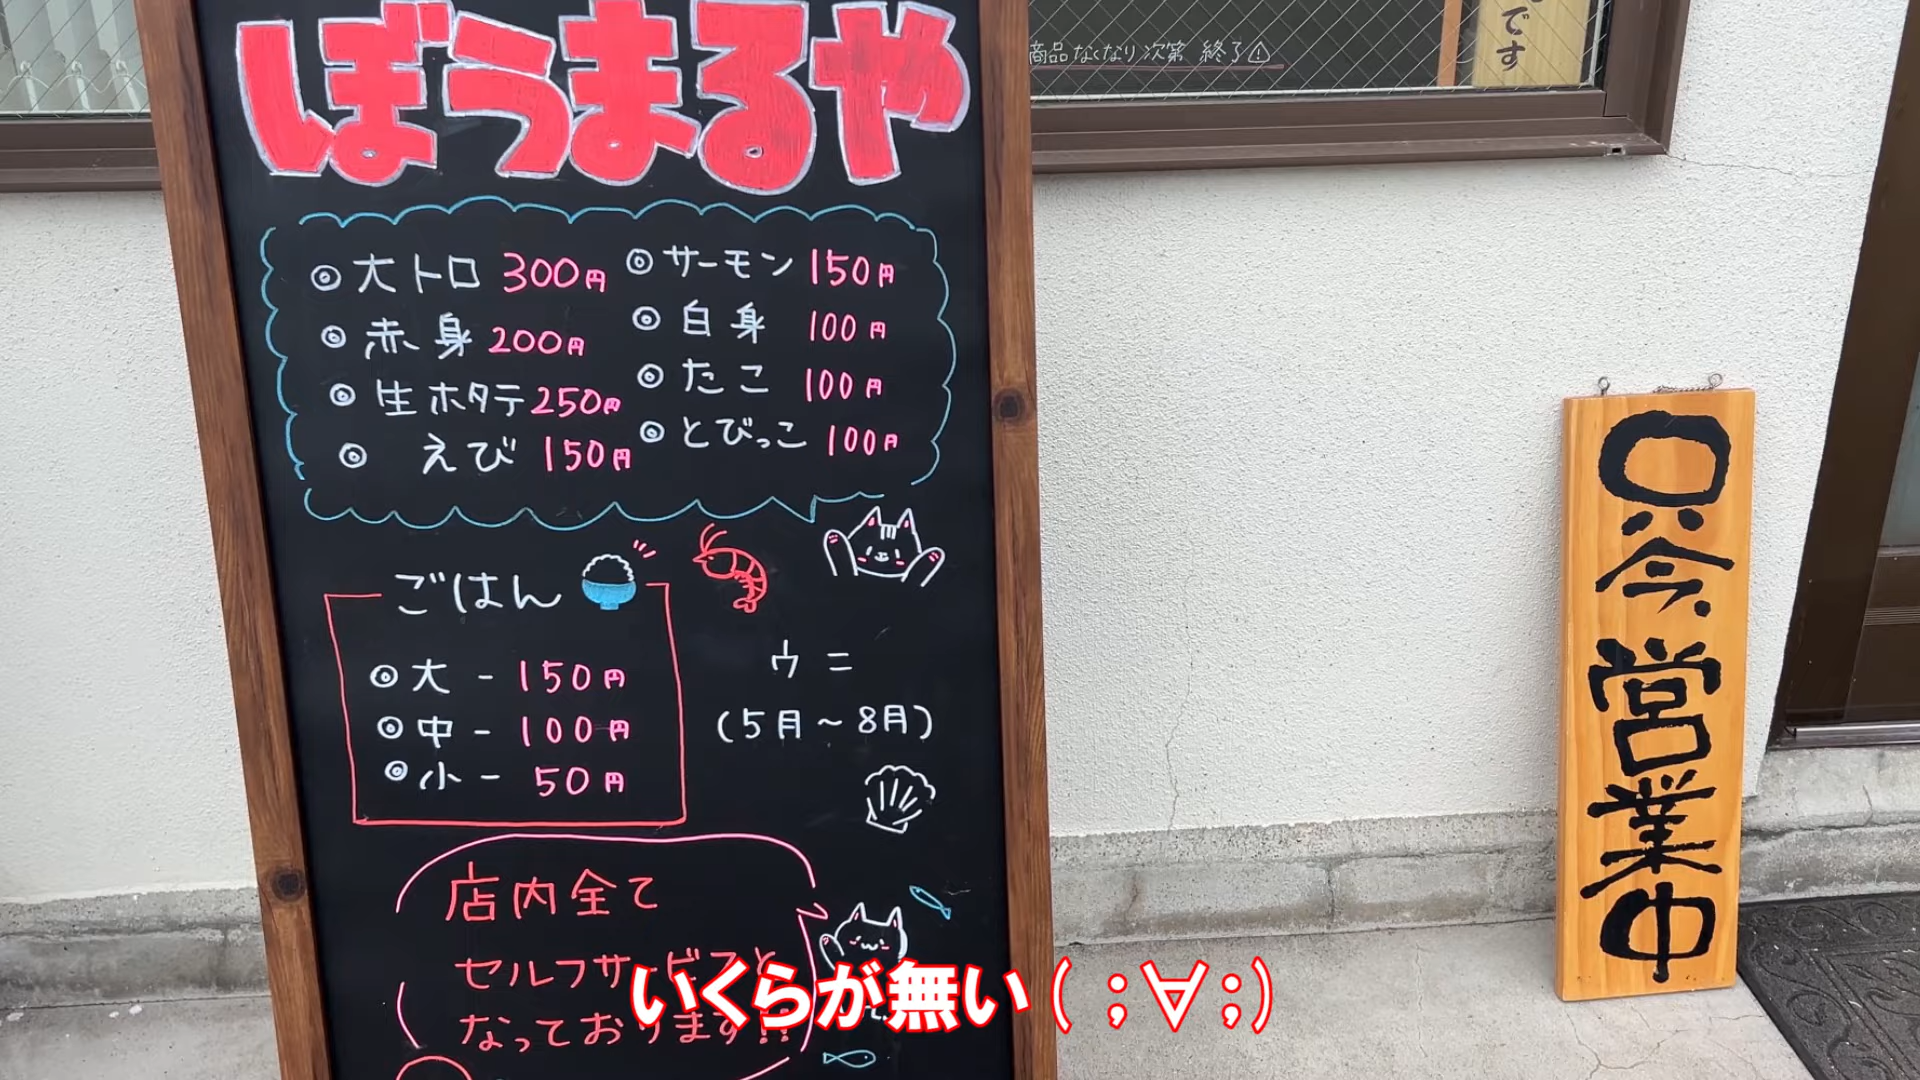 ぼうまるや
◎大トロ 300円
◎赤身 200円
◎生ホタテ 250円
◎えび 150円
◎サーモン 150円
◎白身 100円
◎たこ 100円
◎とびっこ 100円
ごはん
◎大 - 150円
◎中 - 100円
◎小 - 50円
ウニ
(5月～8月)
店内全て
セルフサービスと
なっております!!
いくらが無い( ;∀;)
商品なくなり次第 終了⚠
です
只今営業中